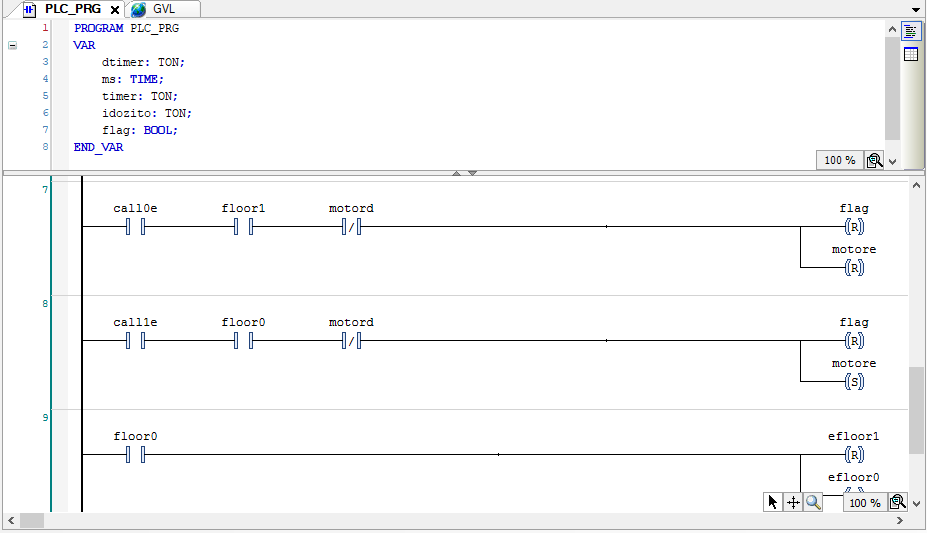 PLC_PRG GVL
1 PROGRAM PLC_PRG
2 VAR
3 dtimer: TON;
4 ms: TIME;
5 timer: TON;
6 idozito: TON;
7 flag: BOOL;
8 END_VAR
100 %
7
call0e floor1 motord flag
/ R
motore
R
8
call1e floor0 motord flag
/ R
motore
S
9
floor0 efloor1
R
efloor0
100 %